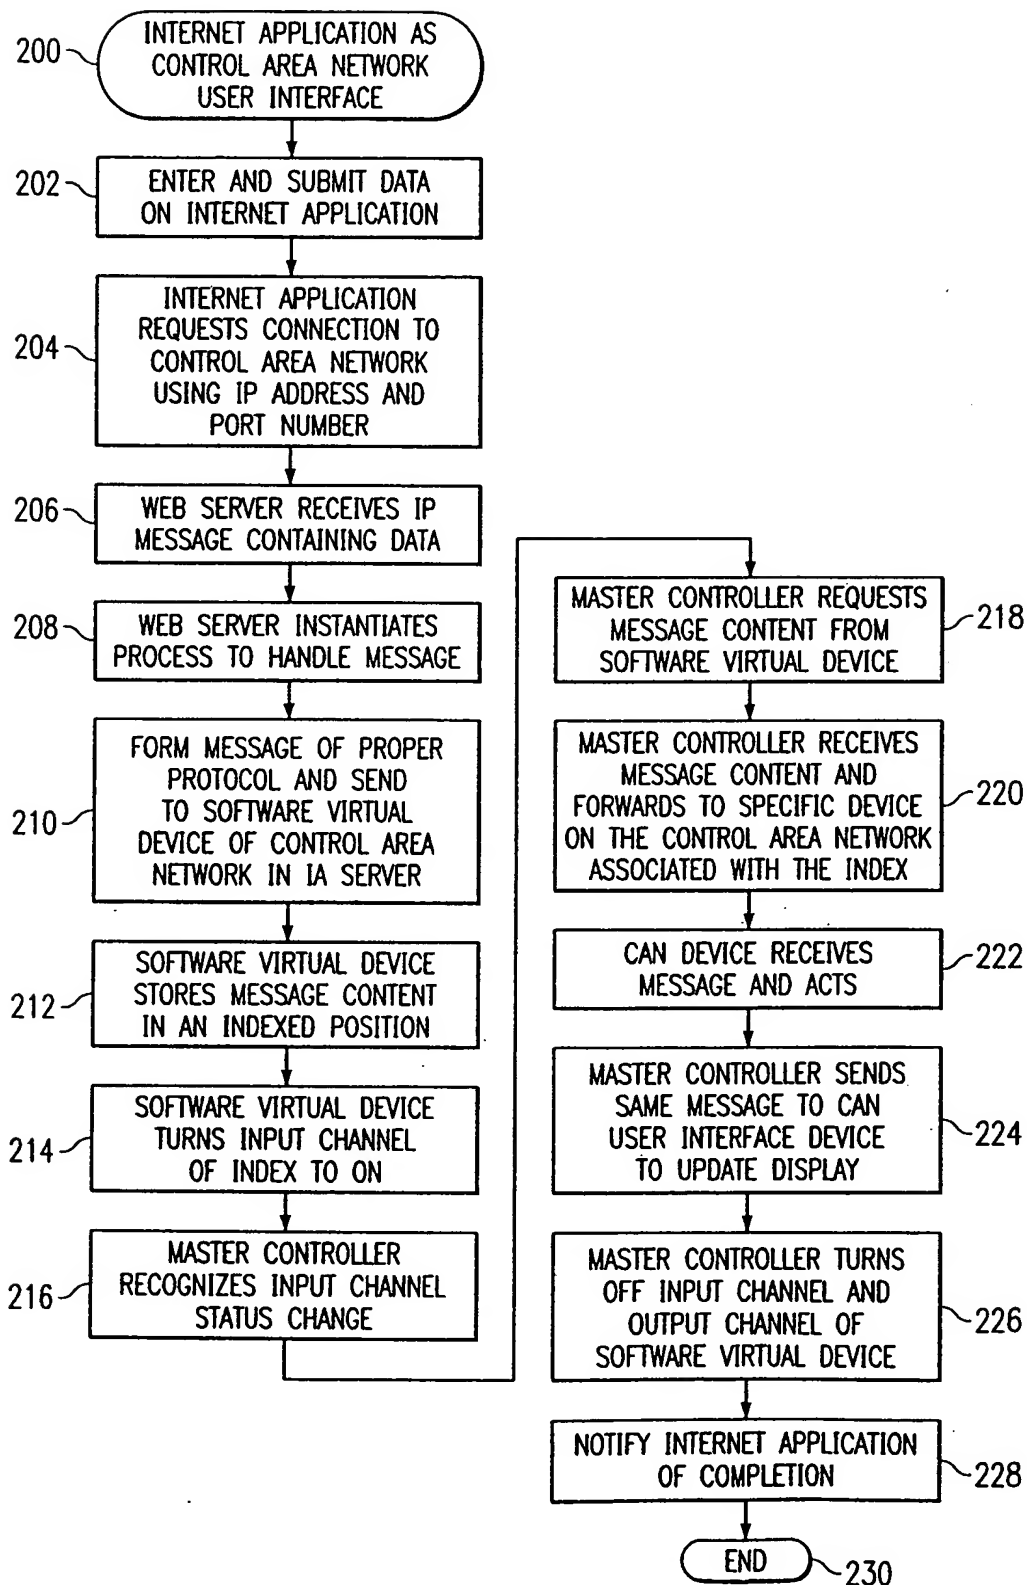 200
INTERNET APPLICATION AS
CONTROL AREA NETWORK
USER INTERFACE
202
ENTER AND SUBMIT DATA
ON INTERNET APPLICATION
204
INTERNET APPLICATION
REQUESTS CONNECTION TO
CONTROL AREA NETWORK
USING IP ADDRESS AND
PORT NUMBER
206
WEB SERVER RECEIVES IP
MESSAGE CONTAINING DATA
208
WEB SERVER INSTANTIATES
PROCESS TO HANDLE MESSAGE
210
FORM MESSAGE OF PROPER
PROTOCOL AND SEND
TO SOFTWARE VIRTUAL
DEVICE OF CONTROL AREA
NETWORK IN IA SERVER
212
SOFTWARE VIRTUAL DEVICE
STORES MESSAGE CONTENT
IN AN INDEXED POSITION
214
SOFTWARE VIRTUAL DEVICE
TURNS INPUT CHANNEL
OF INDEX TO ON
216
MASTER CONTROLLER
RECOGNIZES INPUT CHANNEL
STATUS CHANGE
MASTER CONTROLLER REQUESTS
MESSAGE CONTENT FROM
SOFTWARE VIRTUAL DEVICE
218
MASTER CONTROLLER RECEIVES
MESSAGE CONTENT AND
FORWARDS TO SPECIFIC DEVICE
ON THE CONTROL AREA NETWORK
ASSOCIATED WITH THE INDEX
220
CAN DEVICE RECEIVES
MESSAGE AND ACTS
222
MASTER CONTROLLER SENDS
SAME MESSAGE TO CAN
USER INTERFACE DEVICE
TO UPDATE DISPLAY
224
MASTER CONTROLLER TURNS
OFF INPUT CHANNEL AND
OUTPUT CHANNEL OF
SOFTWARE VIRTUAL DEVICE
226
NOTIFY INTERNET APPLICATION
OF COMPLETION
228
END
230